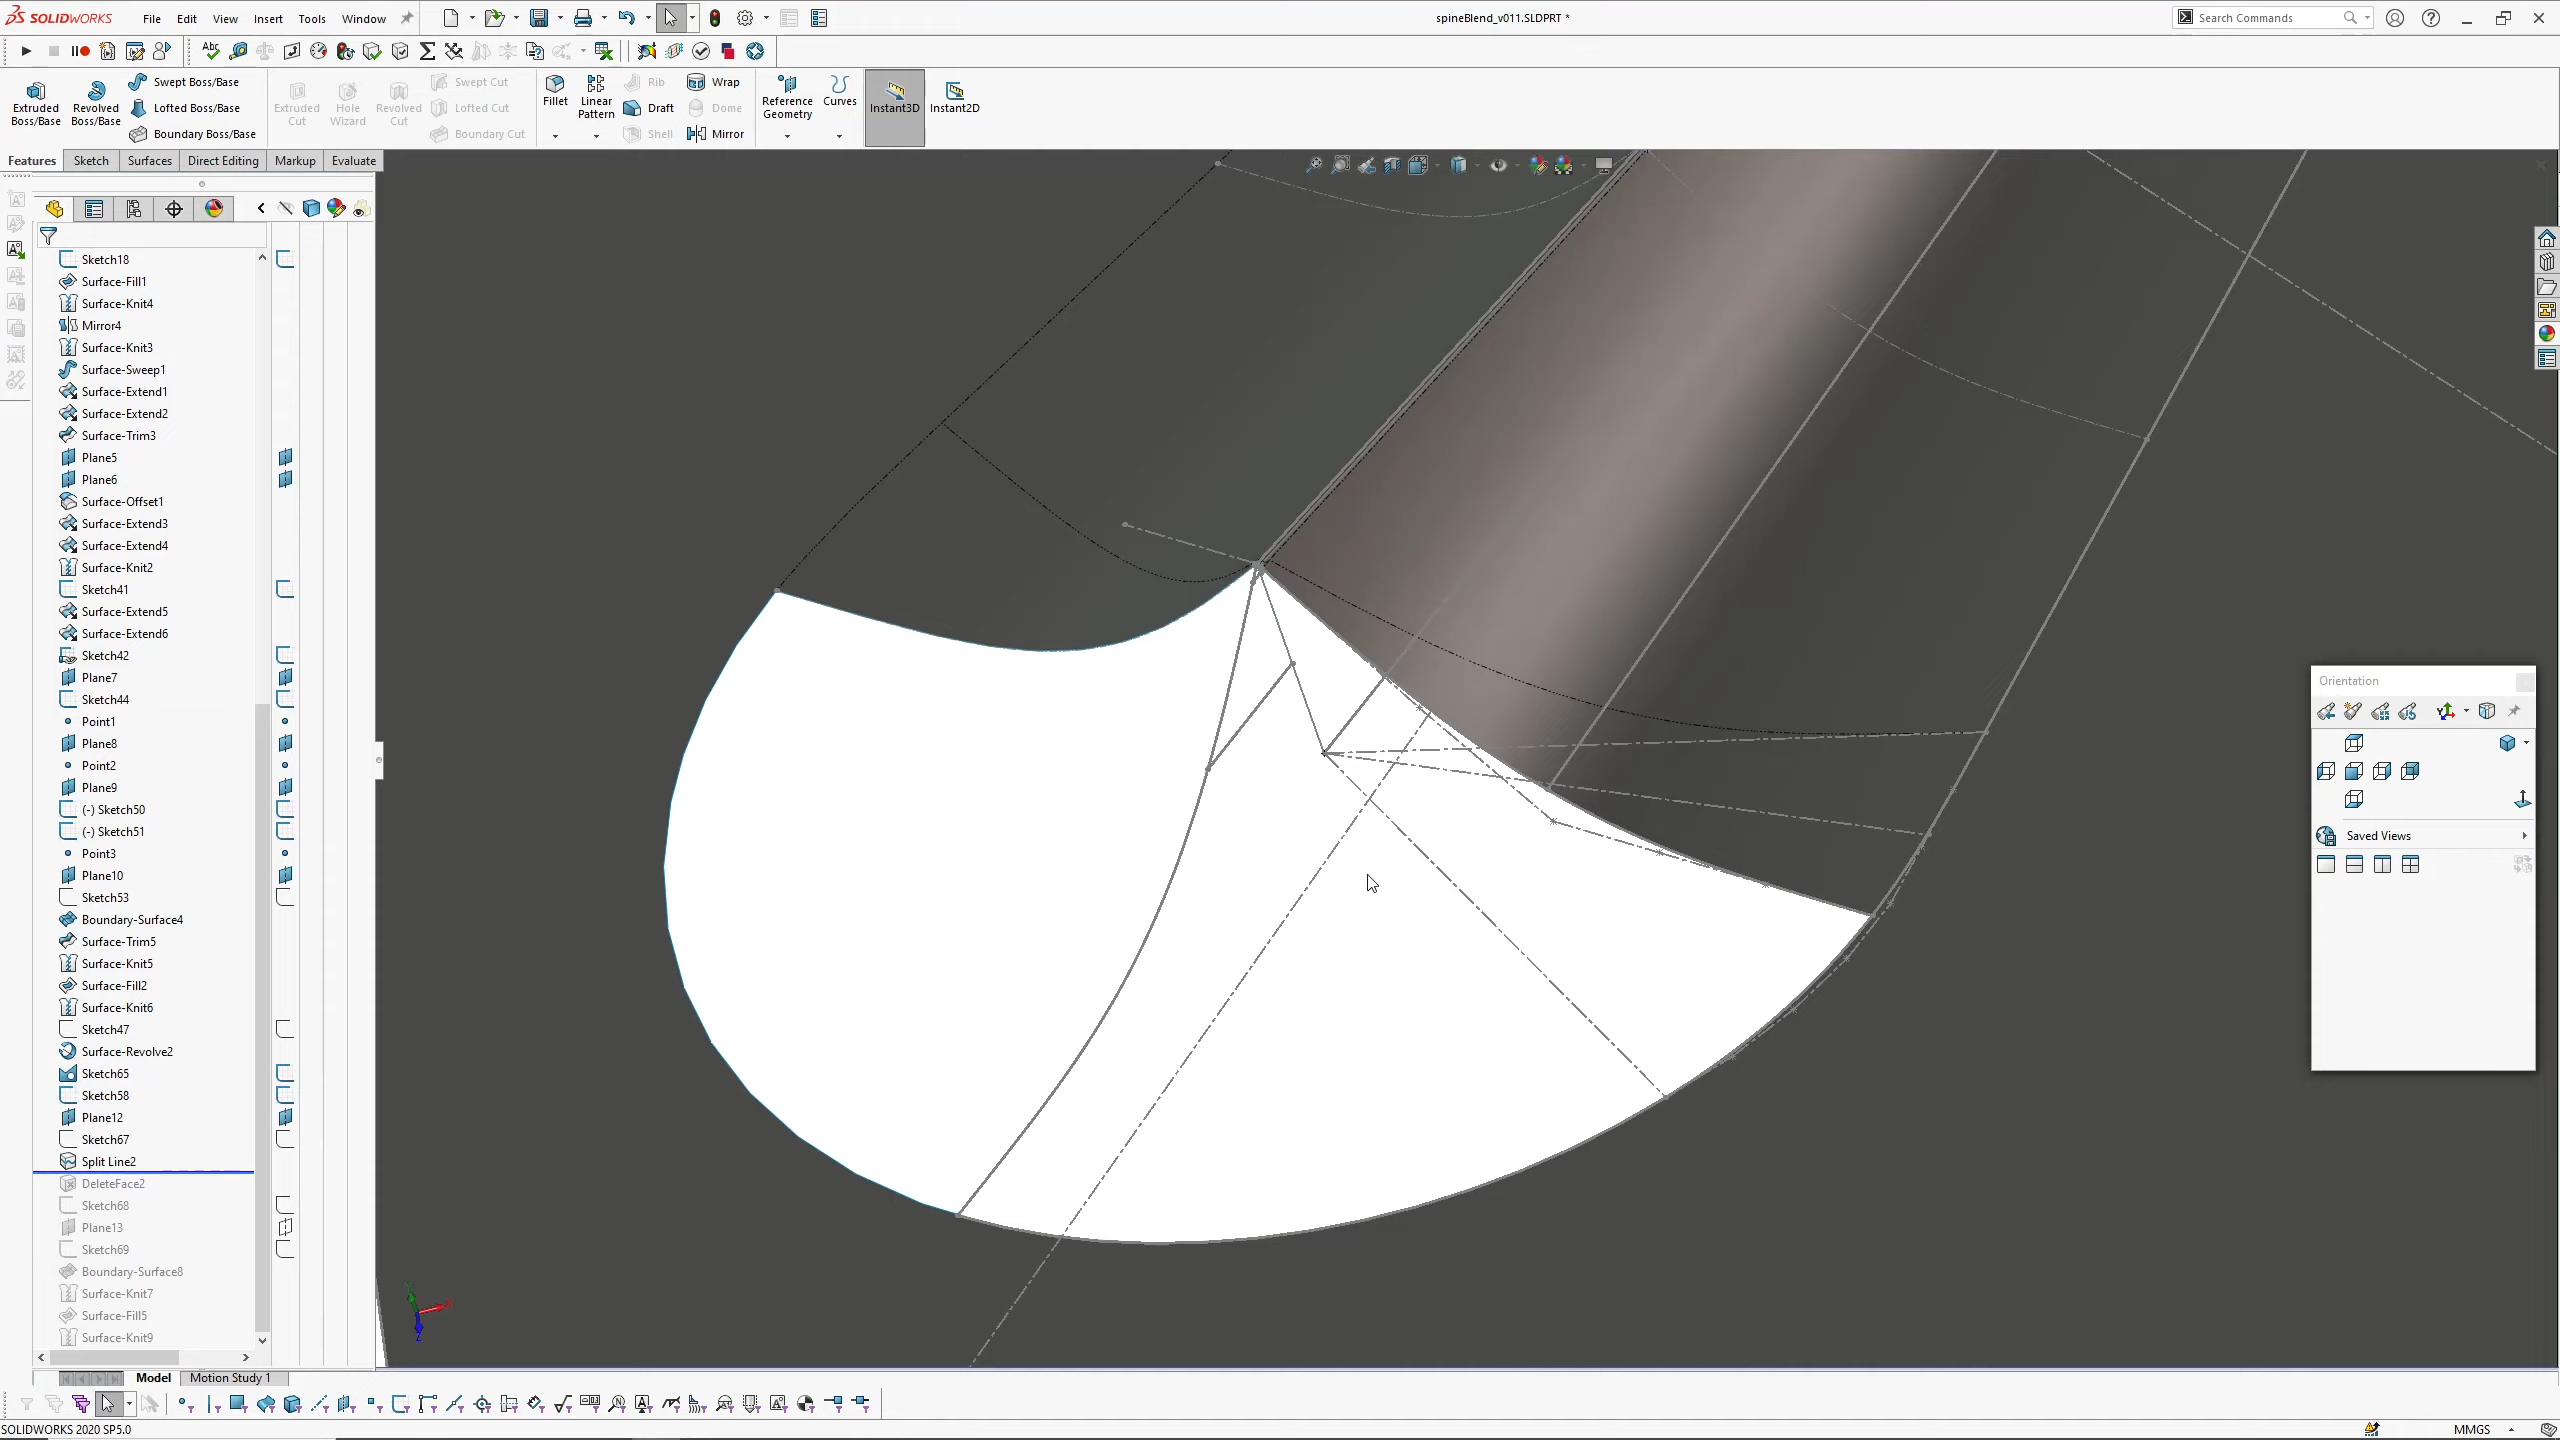 SOLIDWORKS File Edit View Insert Tools Window spineBlend_v011.SLDPRT * Search Commands
Extruded Boss/Base
Revolved Boss/Base
Swept Boss/Base
Lofted Boss/Base
Boundary Boss/Base
Extruded Cut
Hole Wizard
Revolved Cut
Swept Cut
Lofted Cut
Boundary Cut
Fillet
Linear Pattern
Rib
Draft
Shell
Wrap
Dome
Mirror
Reference Geometry
Curves
Instant3D
Instant2D
Features Sketch Surfaces Direct Editing Markup Evaluate
Sketch18
Surface-Fill1
Surface-Knit4
Mirror4
Surface-Knit3
Surface-Sweep1
Surface-Extend1
Surface-Extend2
Surface-Trim3
Plane5
Plane6
Surface-Offset1
Surface-Extend3
Surface-Extend4
Surface-Knit2
Sketch41
Surface-Extend5
Surface-Extend6
Sketch42
Plane7
Sketch44
Point1
Plane8
Point2
Plane9
(-) Sketch50
(-) Sketch51
Point3
Plane10
Sketch53
Boundary-Surface4
Surface-Trim5
Surface-Knit5
Surface-Fill2
Surface-Knit6
Sketch47
Surface-Revolve2
Sketch65
Sketch58
Plane12
Sketch67
Split Line2
DeleteFace2
Sketch68
Plane13
Sketch69
Boundary-Surface8
Surface-Knit7
Surface-Fill5
Surface-Knit9
Orientation
Saved Views
Model Motion Study 1
SOLIDWORKS 2020 SP5.0 MMGS